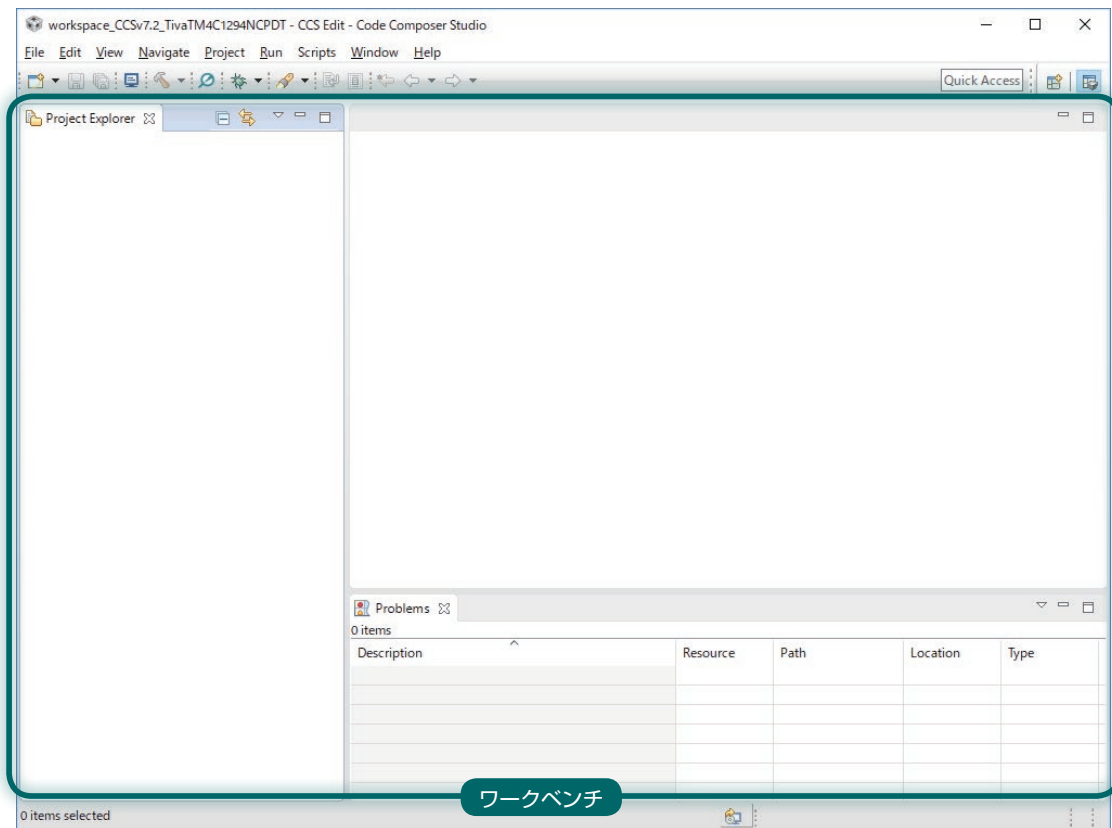 workspace_CCSv7.2_TivaTM4C1294NCPDT - CCS Edit - Code Composer Studio
File Edit View Navigate Project Run Scripts Window Help
Quick Access
Project Explorer
Problems
0 items
Description Resource Path Location Type
ワークベンチ
0 items selected